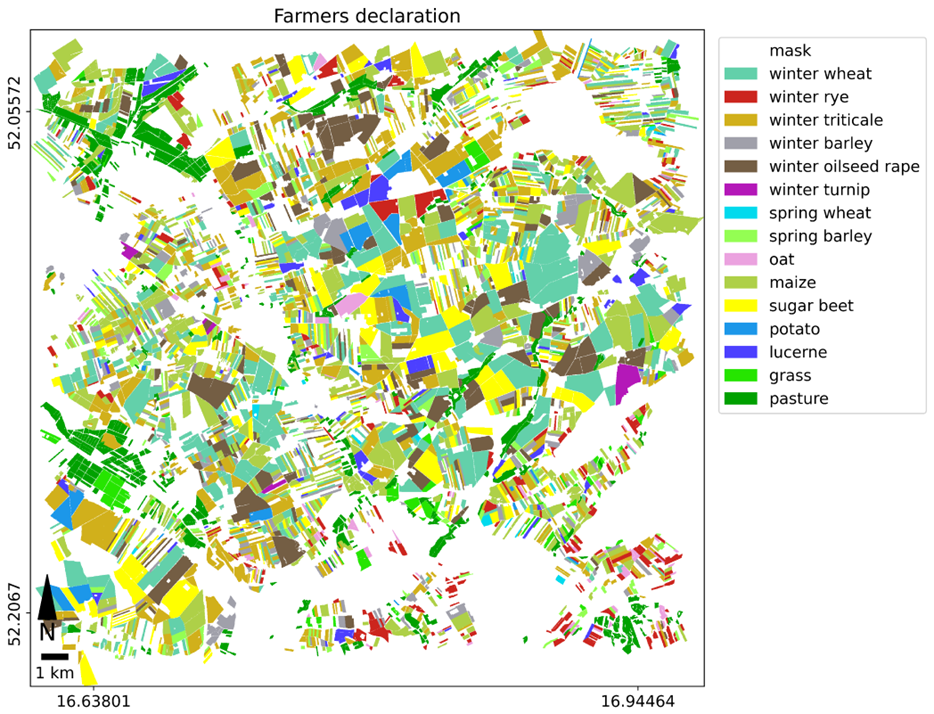 Farmers declaration
52.05572
52.2067
N
1 km
16.63801
16.94464
mask
winter wheat
winter rye
winter triticale
winter barley
winter oilseed rape
winter turnip
spring wheat
spring barley
oat
maize
sugar beet
potato
lucerne
grass
pasture